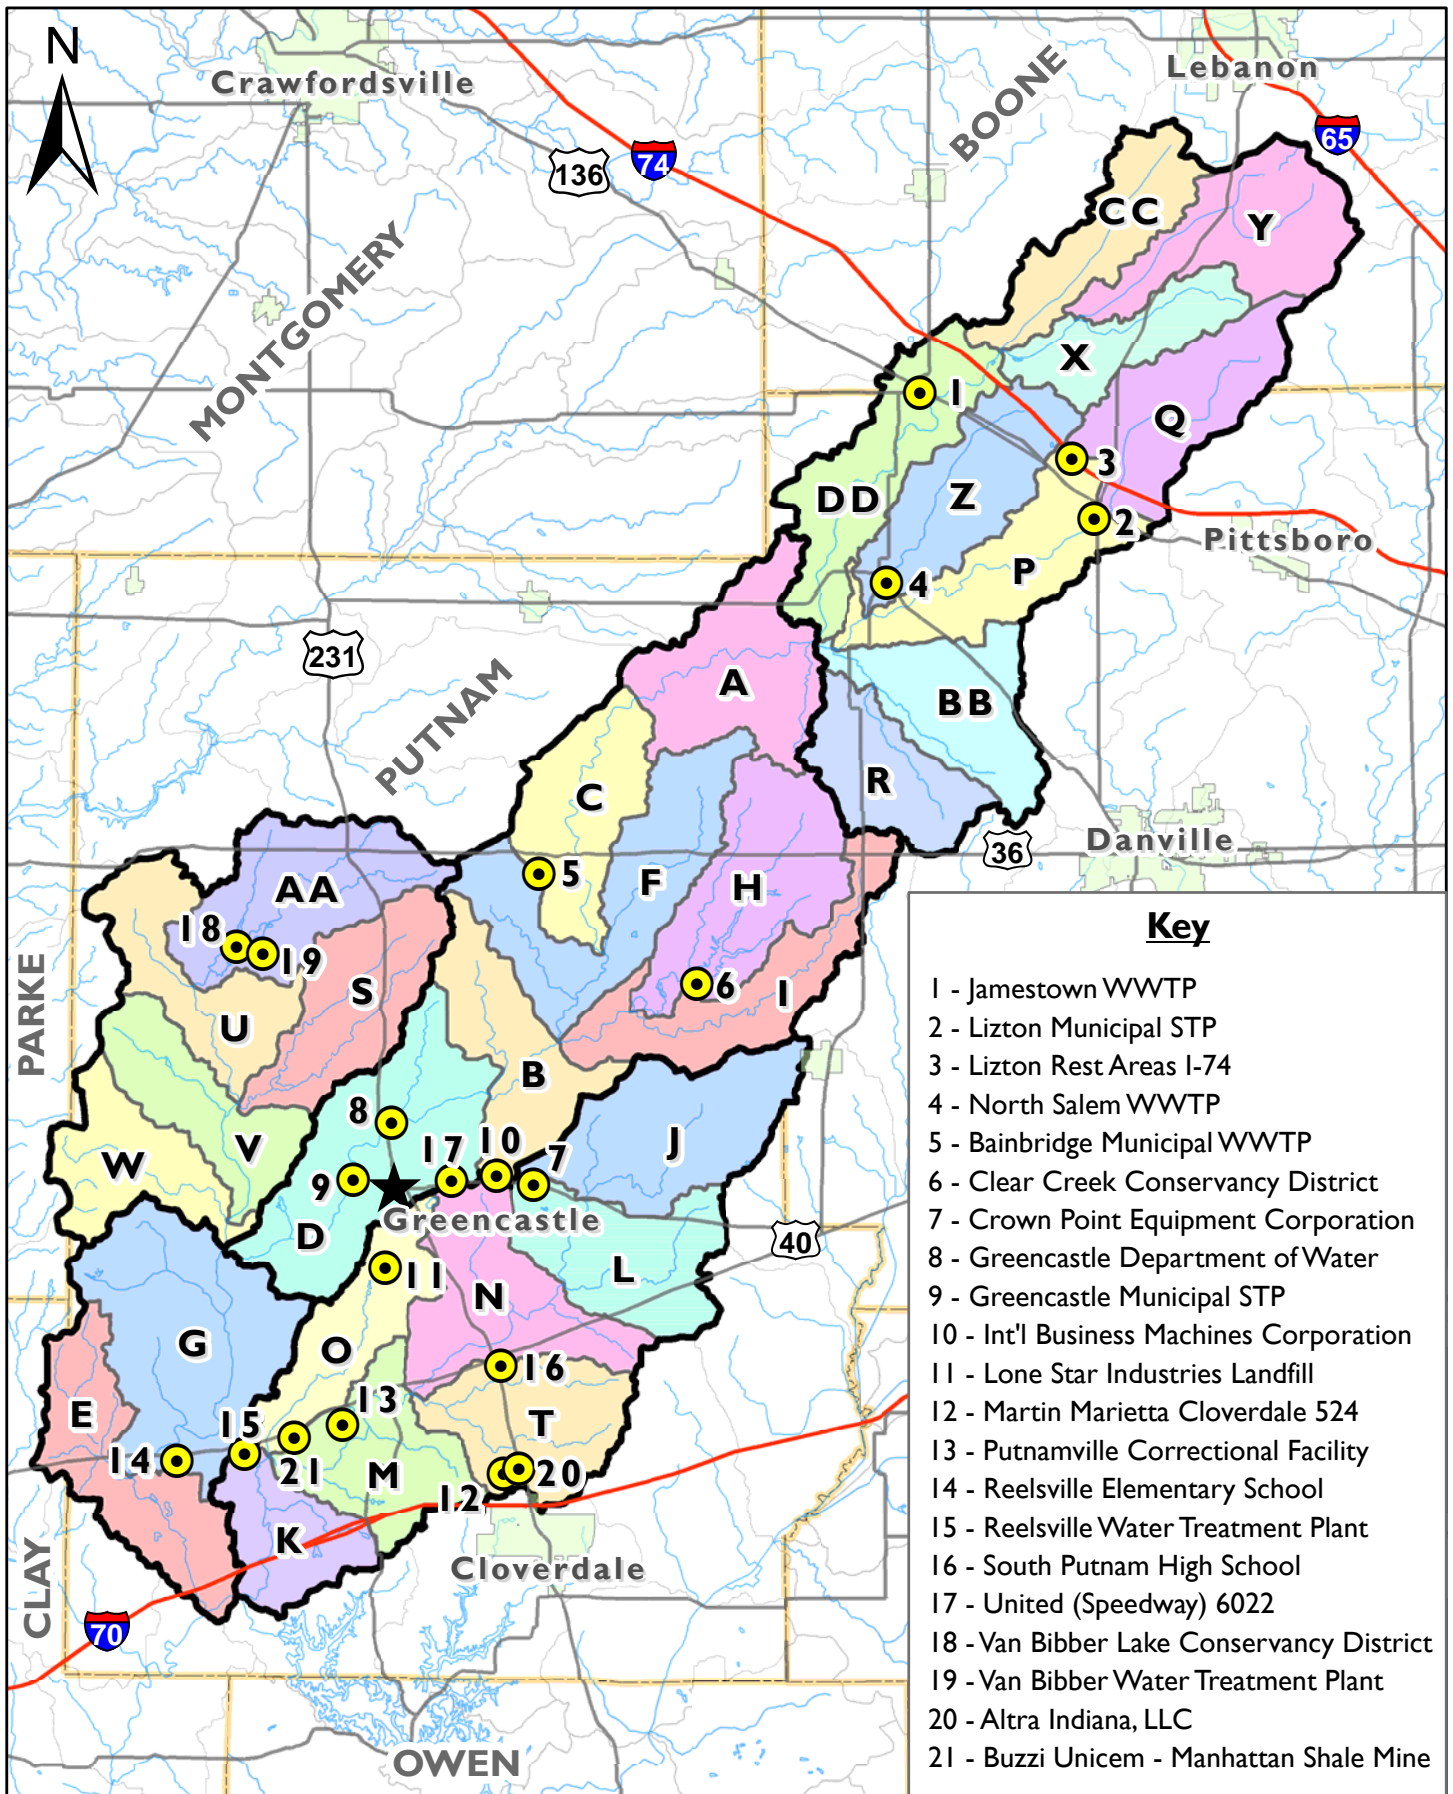 N
Crawfordsville
Lebanon
BOONE
65
74
136
CC
Y
MONTGOMERY
X
1
Q
3
DD
Z
2
Pittsboro
P
4
231
A
BB
PUTNAM
R
C
36
Danville
5
F
H
AA
18
19
6
I
S
PARKE
U
B
8
J
V
W
17
10
7
9
Greencastle
D
40
11
L
N
G
O
16
13
E
15
T
14
21
M
20
12
K
CLAY
Cloverdale
70
OWEN
Key
1 - Jamestown WWTP
2 - Lizton Municipal STP
3 - Lizton Rest Areas I-74
4 - North Salem WWTP
5 - Bainbridge Municipal WWTP
6 - Clear Creek Conservancy District
7 - Crown Point Equipment Corporation
8 - Greencastle Department of Water
9 - Greencastle Municipal STP
10 - Int'l Business Machines Corporation
11 - Lone Star Industries Landfill
12 - Martin Marietta Cloverdale 524
13 - Putnamville Correctional Facility
14 - Reelsville Elementary School
15 - Reelsville Water Treatment Plant
16 - South Putnam High School
17 - United (Speedway) 6022
18 - Van Bibber Lake Conservancy District
19 - Van Bibber Water Treatment Plant
20 - Altra Indiana, LLC
21 - Buzzi Unicem - Manhattan Shale Mine